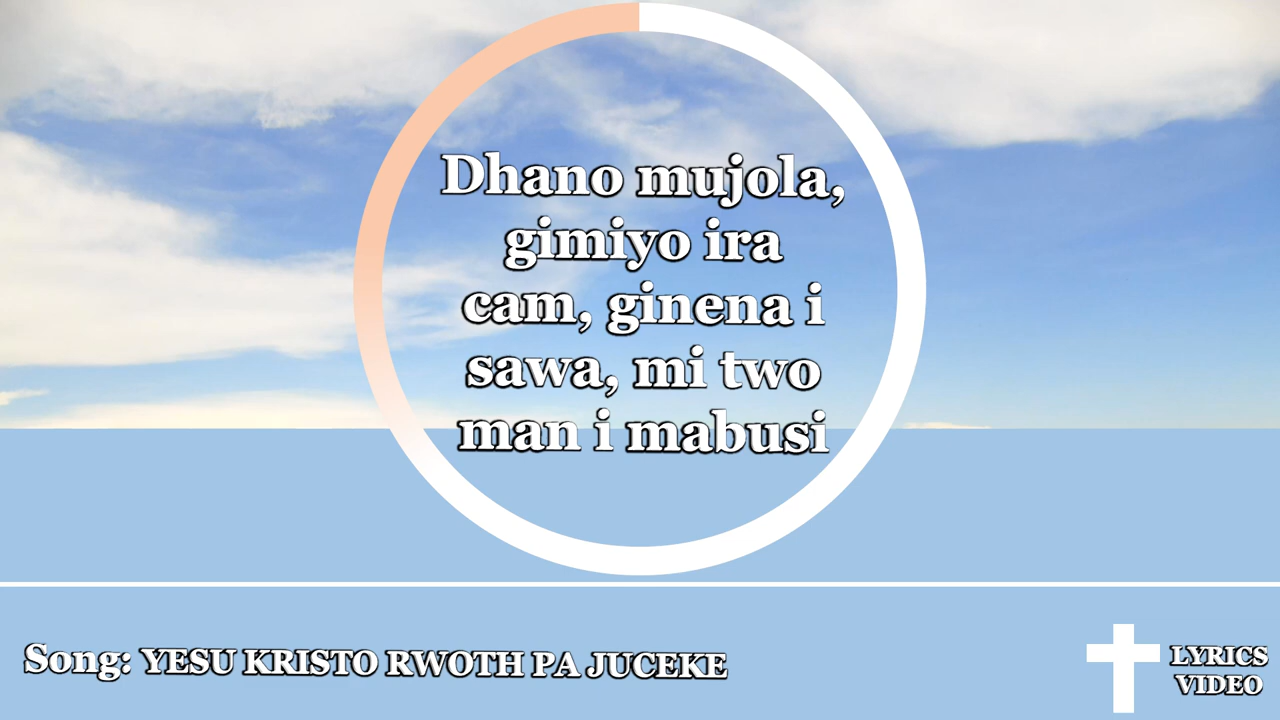 Dhano mujola,
gimiyo ira
cam, ginena i
sawa, mi two
man i mabusi
Song: YESU KRISTO RWOTH PA JUCEKE
LYRICS
VIDEO